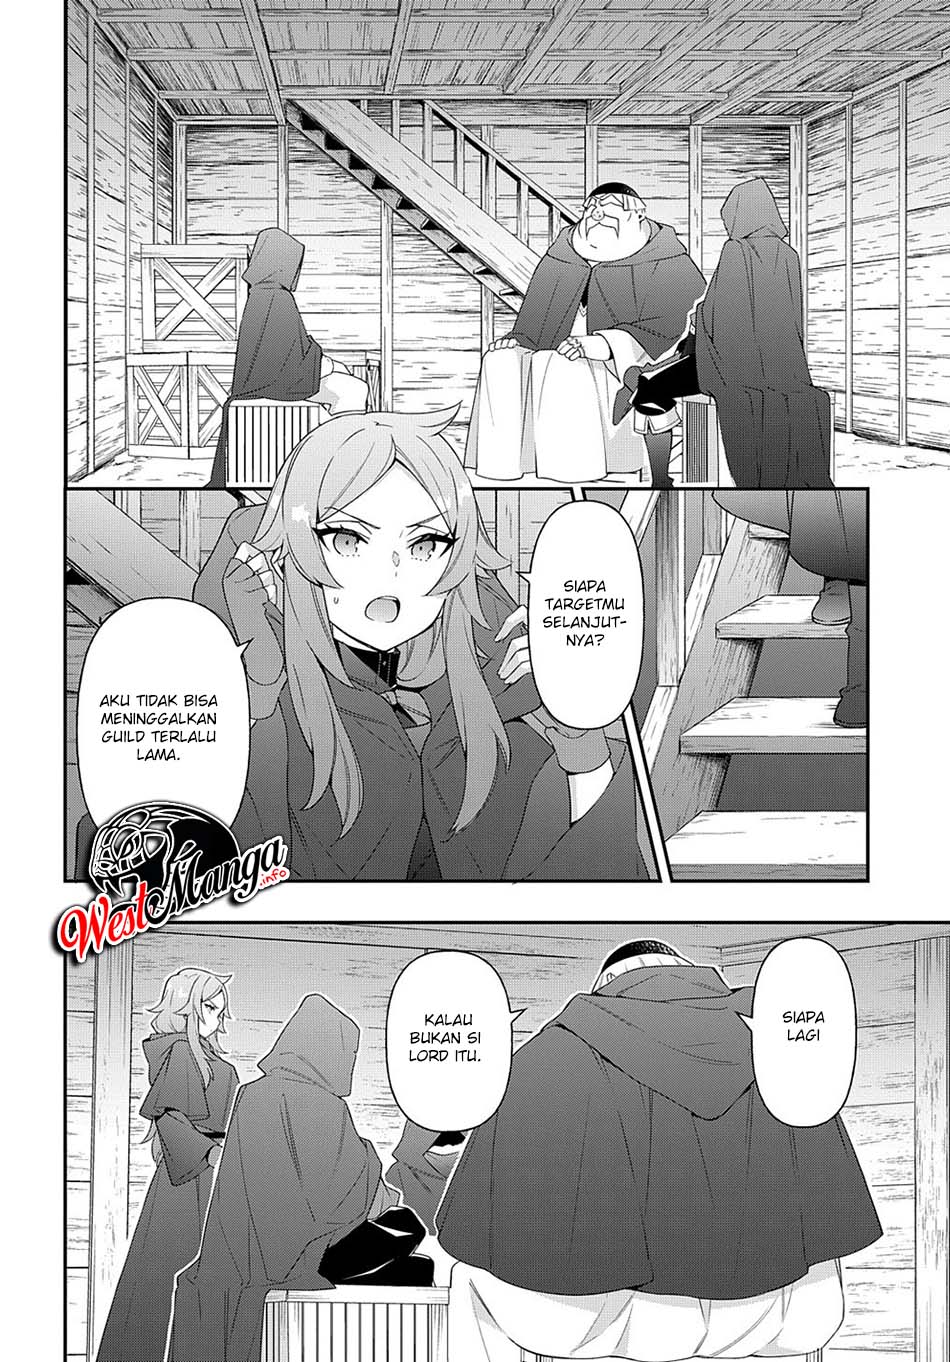 SIAPA
TARGETMU
SELANJUT-
NYA?
AKU TIDAK BISA
MENINGGALKAN
GUILD TERLALU
LAMA.
WestManga
.info
SIAPA
LAGI
KALAU
BUKAN SI
LORD ITU.